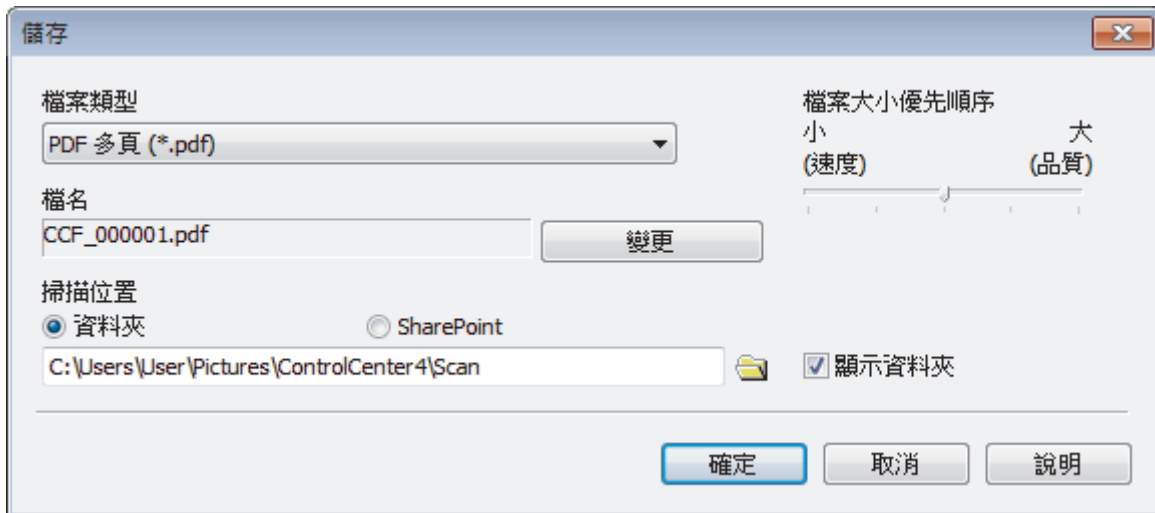 儲存
檔案類型
PDF 多頁 (*.pdf)
檔名
CCF_000001.pdf
變更
檔案大小優先順序
小 大
(速度) (品質)
掃描位置
資料夾 SharePoint
C:\Users\User\Pictures\ControlCenter4\Scan
顯示資料夾
確定 取消 說明